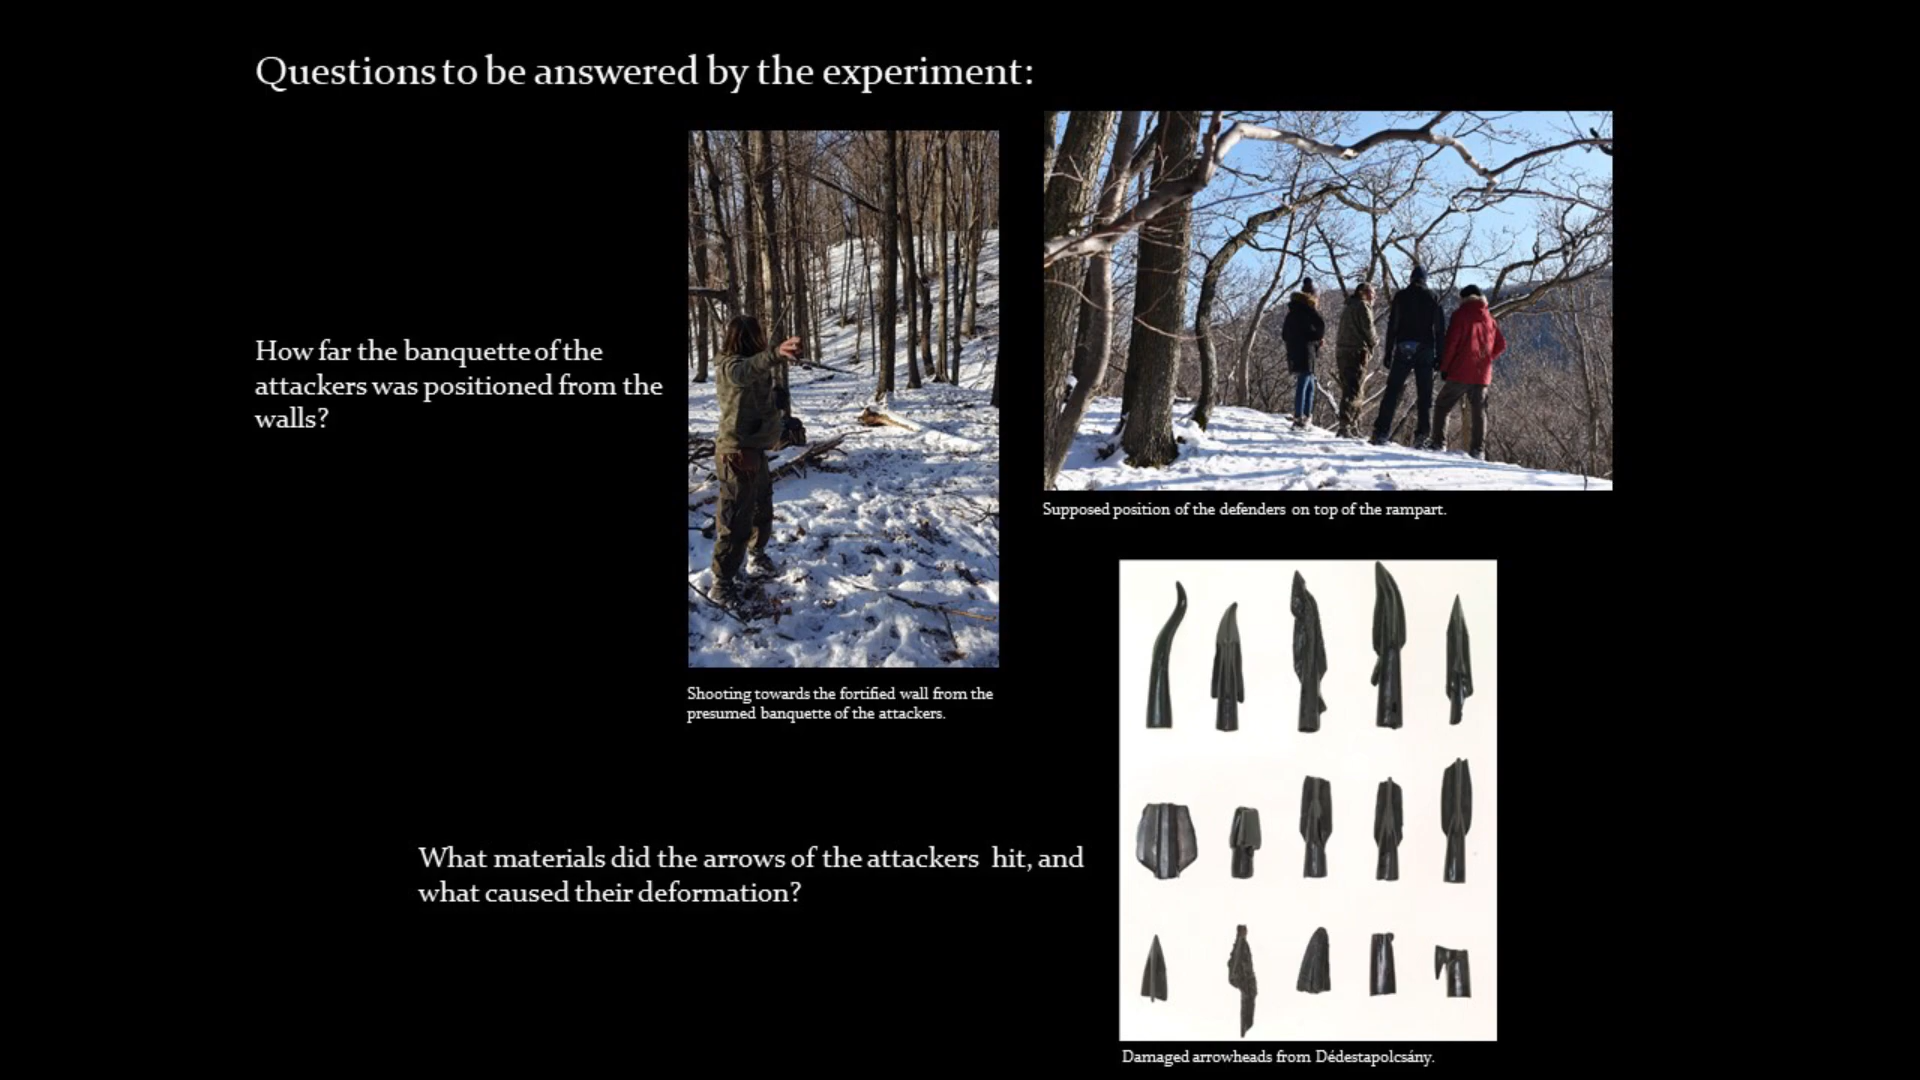 Questions to be answered by the experiment:
How far the banquette of the
attackers was positioned from the
walls?
Supposed position of the defenders on top of the rampart.
Shooting towards the fortified wall from the
presumed banquette of the attackers.
What materials did the arrows of the attackers hit, and
what caused their deformation?
Damaged arrowheads from Dédestapolcsány.